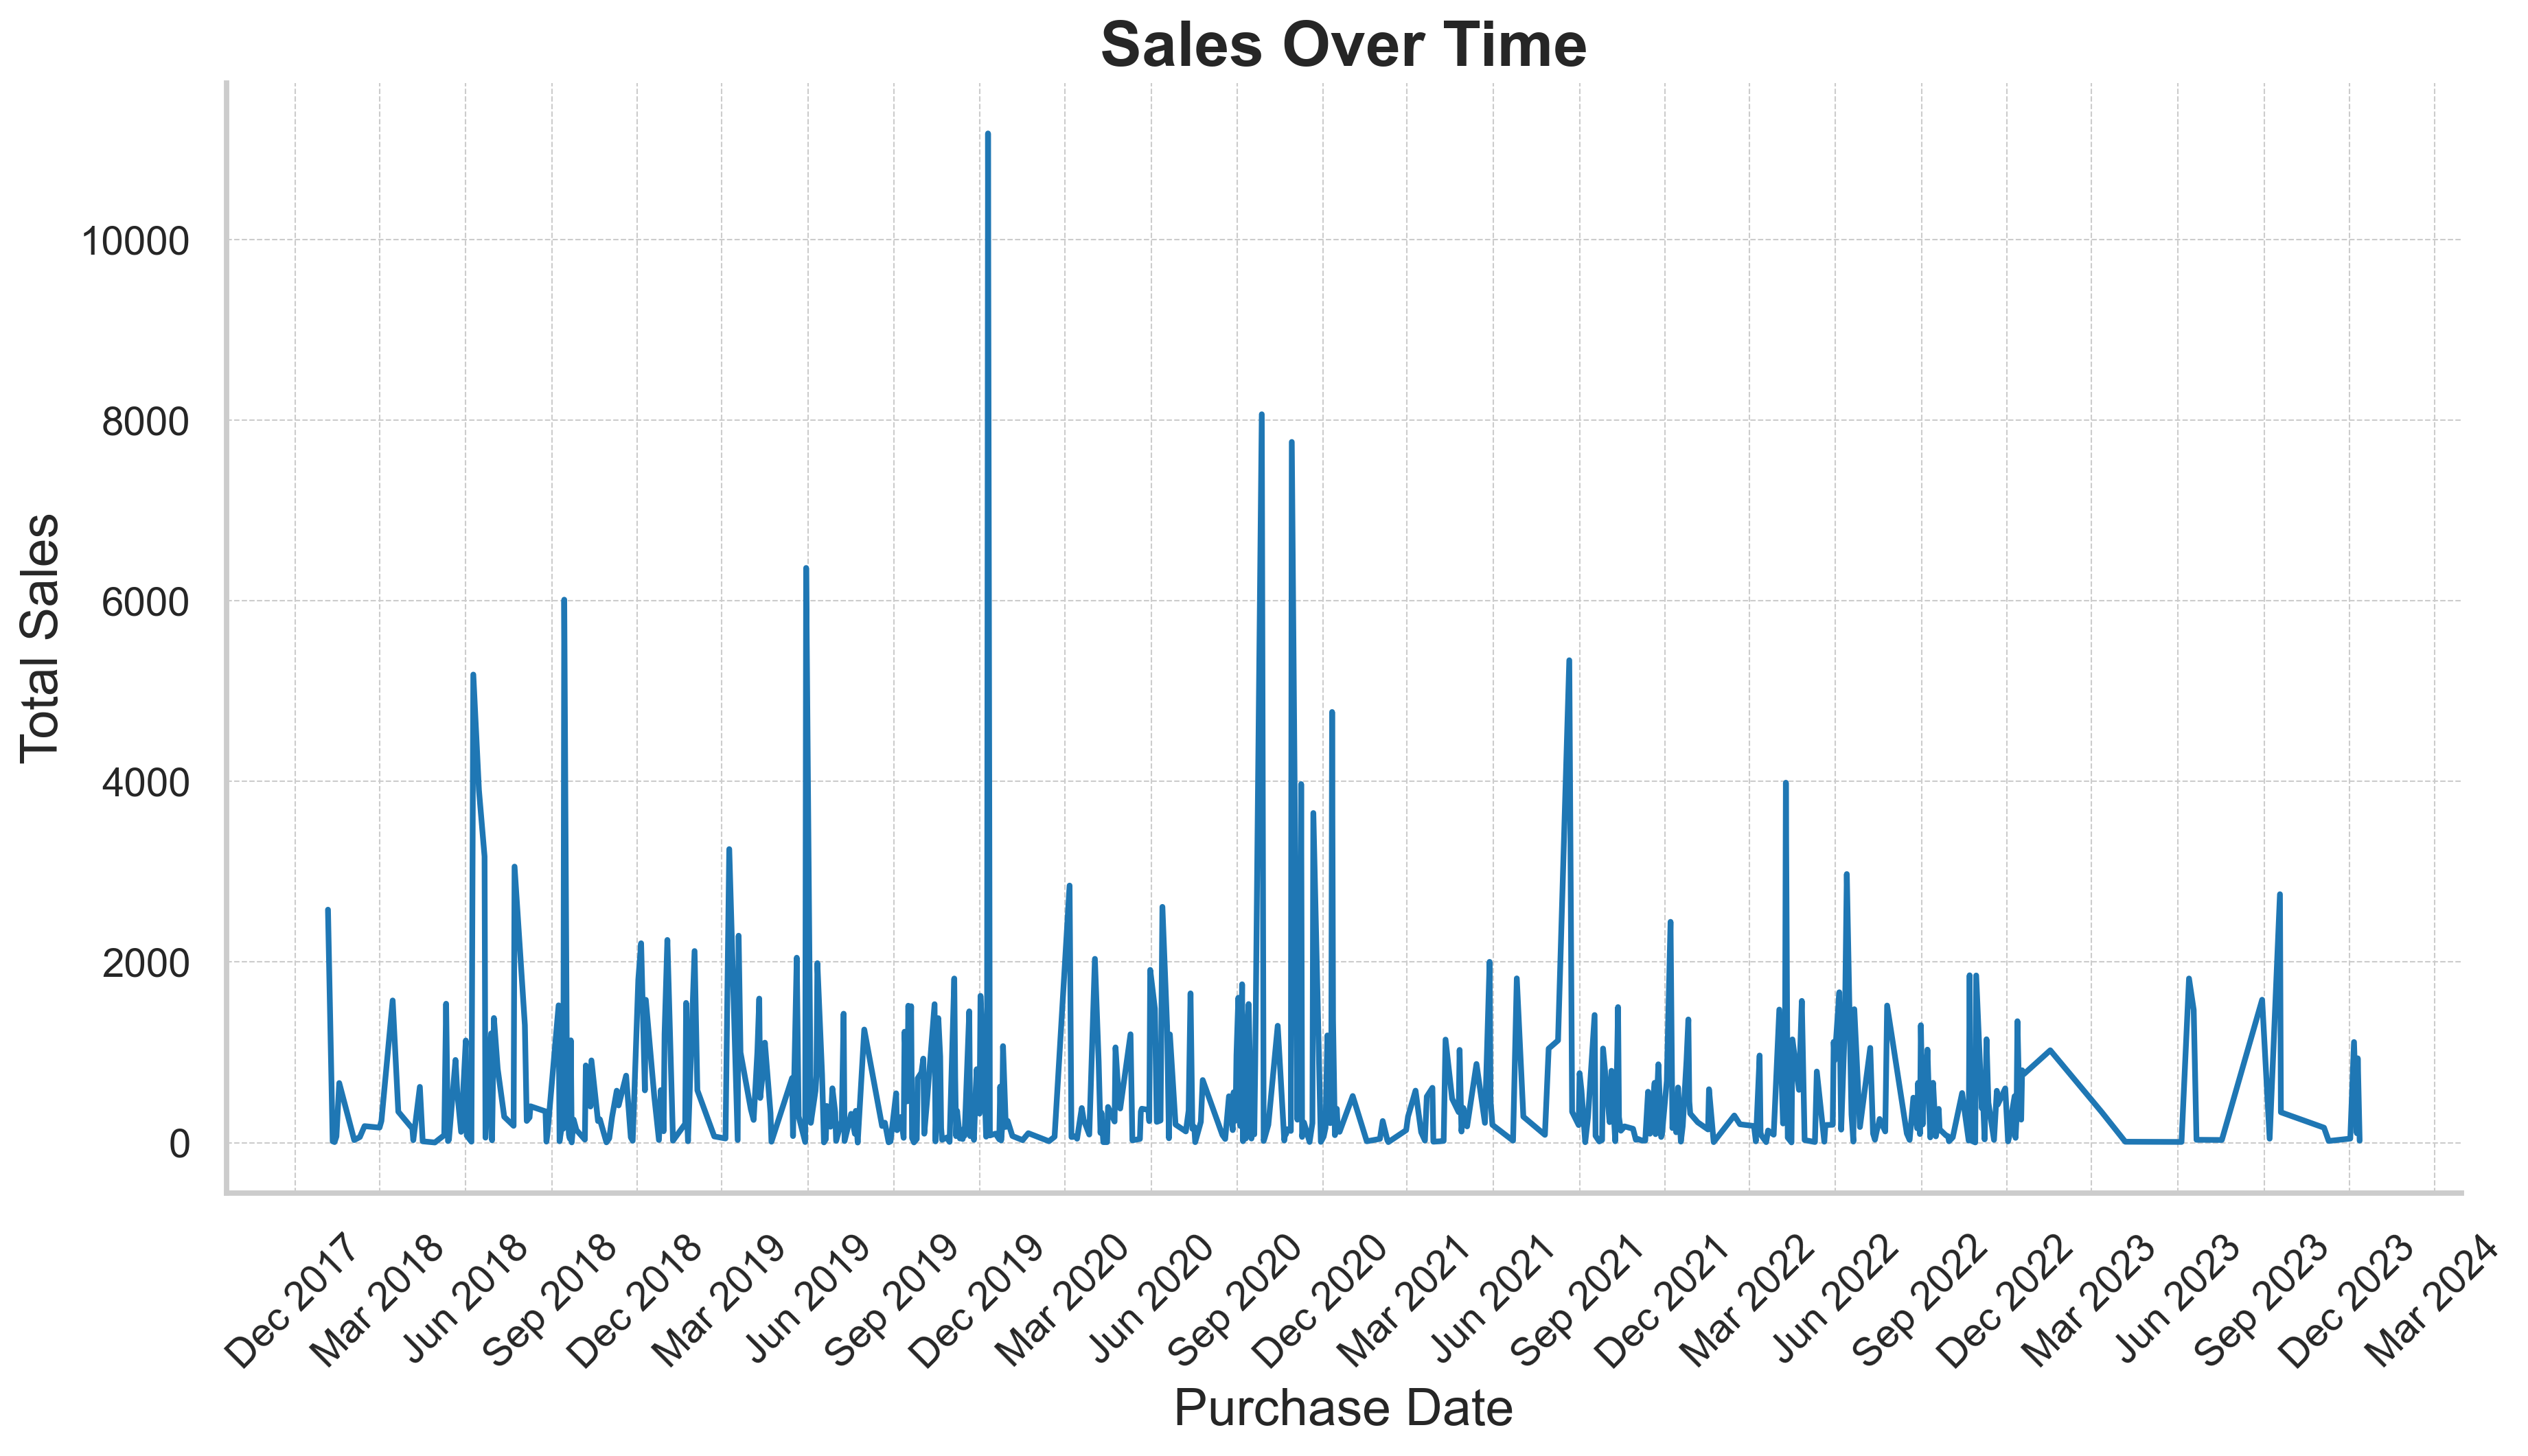 Sales Over Time
Total Sales
10000
8000
6000
4000
2000
0
Dec 2017
Mar 2018
Jun 2018
Sep 2018
Dec 2018
Mar 2019
Jun 2019
Sep 2019
Dec 2019
Mar 2020
Jun 2020
Sep 2020
Dec 2020
Mar 2021
Jun 2021
Sep 2021
Dec 2021
Mar 2022
Jun 2022
Sep 2022
Dec 2022
Mar 2023
Jun 2023
Sep 2023
Dec 2023
Mar 2024
Purchase Date